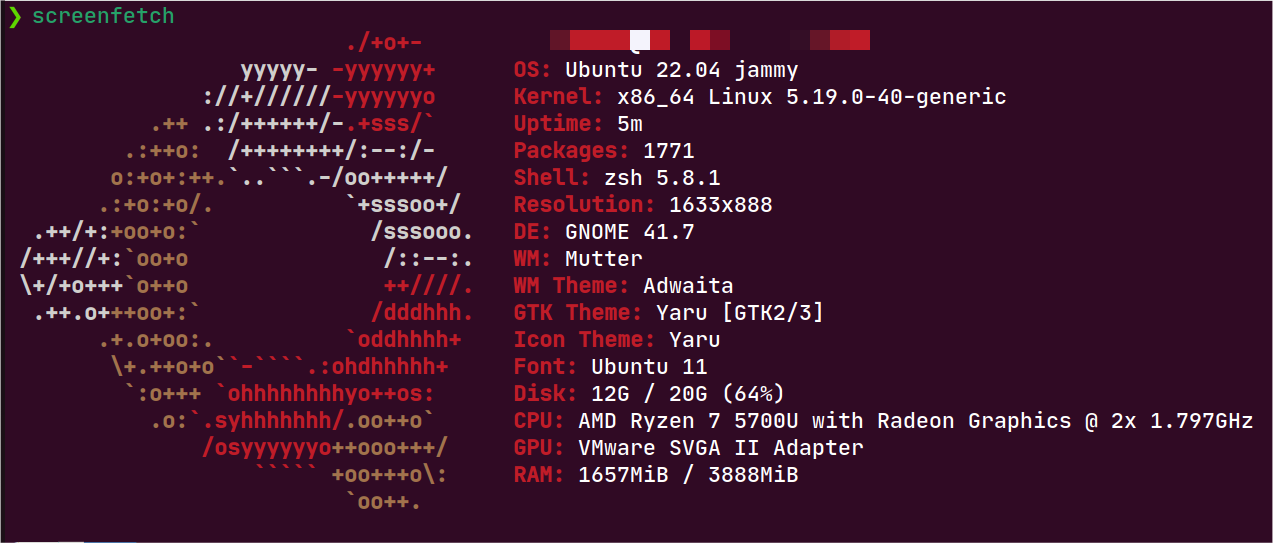 ❯ screenfetch
./+o+-
yyyyy- -yyyyyy+ OS: Ubuntu 22.04 jammy
://+//////-yyyyyyo Kernel: x86_64 Linux 5.19.0-40-generic
.++ .:/++++++/-.+sss/` Uptime: 5m
.:++o: /++++++++/:--:/- Packages: 1771
o:+o+:++.`..```.-/oo+++++/ Shell: zsh 5.8.1
.:+o:+o/. `+sssoo+/ Resolution: 1633x888
.++/+:+oo+o:` /sssooo. DE: GNOME 41.7
/+++//+:`oo+o /::--:. WM: Mutter
\+/+o+++`o++o ++////. WM Theme: Adwaita
.++.o+++oo+:` /dddhhh. GTK Theme: Yaru [GTK2/3]
.+.o+oo:. `oddhhhh+ Icon Theme: Yaru
\+.++o+o``-````.:ohdhhhhh+ Font: Ubuntu 11
`:o+++ `ohhhhhhhhyo++os: Disk: 12G / 20G (64%)
.o:`.syhhhhhhh/.oo++o` CPU: AMD Ryzen 7 5700U with Radeon Graphics @ 2x 1.797GHz
/osyyyyyyo++ooo+++/ GPU: VMware SVGA II Adapter
````` +oo+++o\: RAM: 1657MiB / 3888MiB
`oo++.